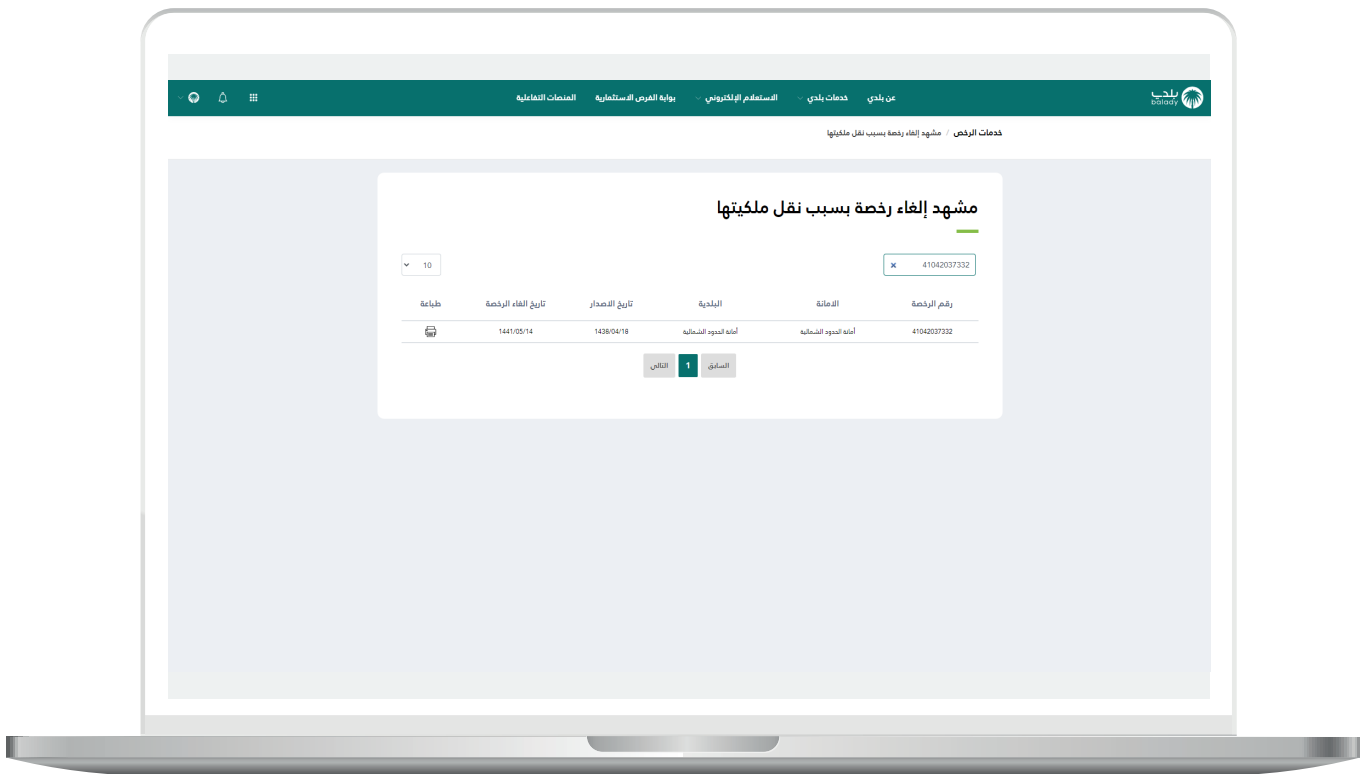 بلدي
balady
عن بلدي خدمات بلدي الاستعلام الإلكتروني بوابة الفرص الاستثمارية المنصات التفاعلية
خدمات الرخص / مشهد إلغاء رخصة بسبب نقل ملكيتها
مشهد إلغاء رخصة بسبب نقل ملكيتها
41042037332 × 10
رقم الرخصة الامانة البلدية تاريخ الاصدار تاريخ الغاء الرخصة طباعة
41042037332 أمانة الحدود الشمالية أمانة الحدود الشمالية 1438/04/18 1441/05/14
السابق 1 التالي